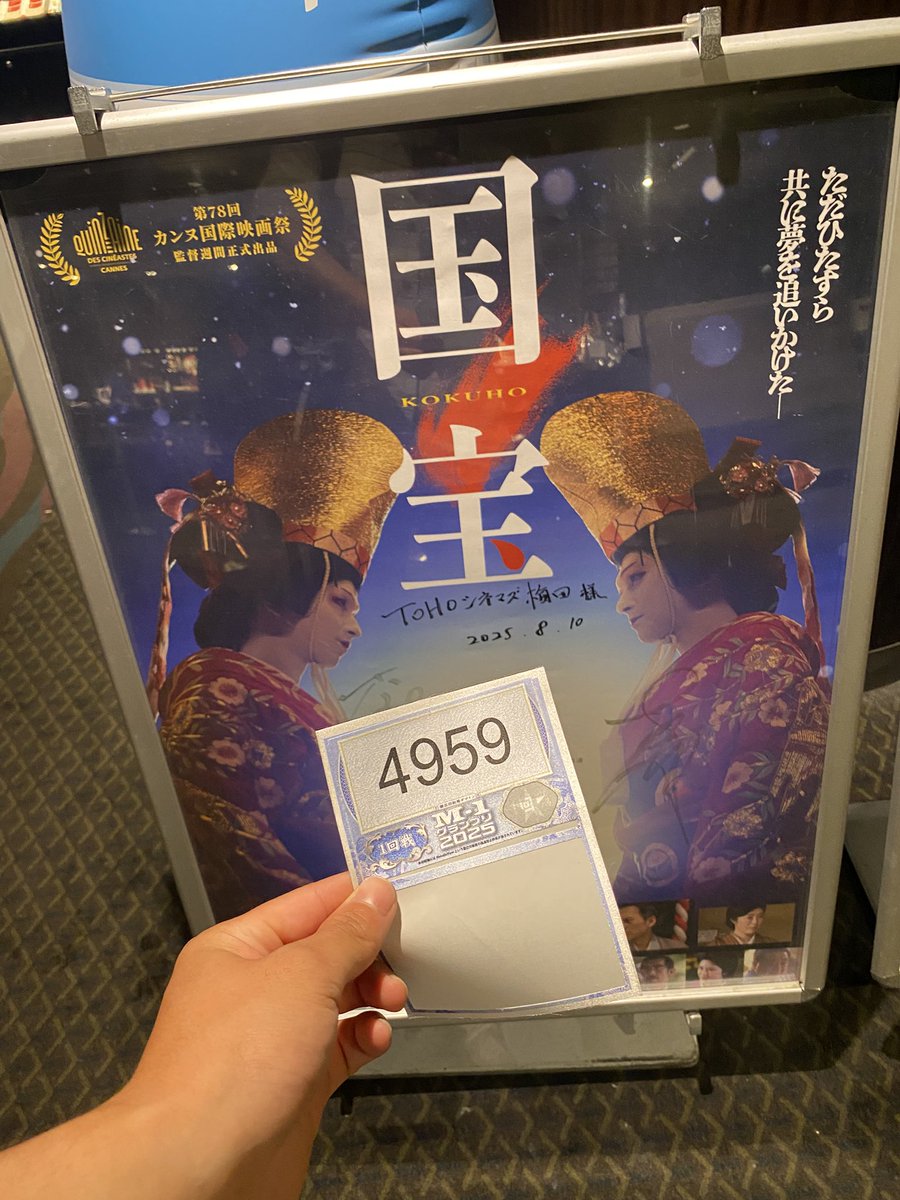 QUINZAINE
DES CINÉASTES
CANNES
第78回
カンヌ国際映画祭
監督週間正式出品
国
KOKUHO
宝
ただひたすら
共に夢を追いかけた―
TOHOシネマズ 梅田 様
2025. 8. 10
4959
1回戦
M-1
グランプリ
2025